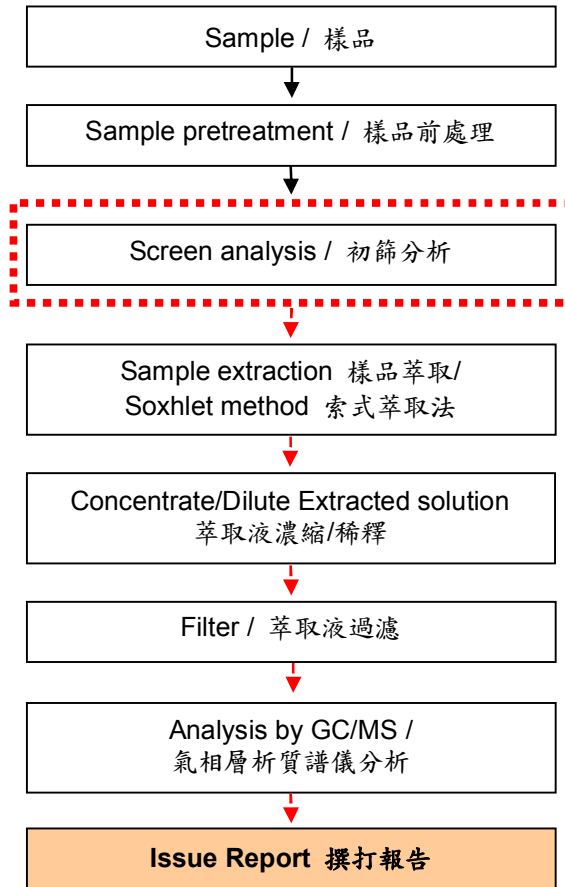 Sample / 樣品
Sample pretreatment / 樣品前處理
Screen analysis / 初篩分析
Sample extraction 樣品萃取/
Soxhlet method 索式萃取法
Concentrate/Dilute Extracted solution
萃取液濃縮/稀釋
Filter / 萃取液過濾
Analysis by GC/MS /
氣相層析質譜儀分析
Issue Report 撰打報告